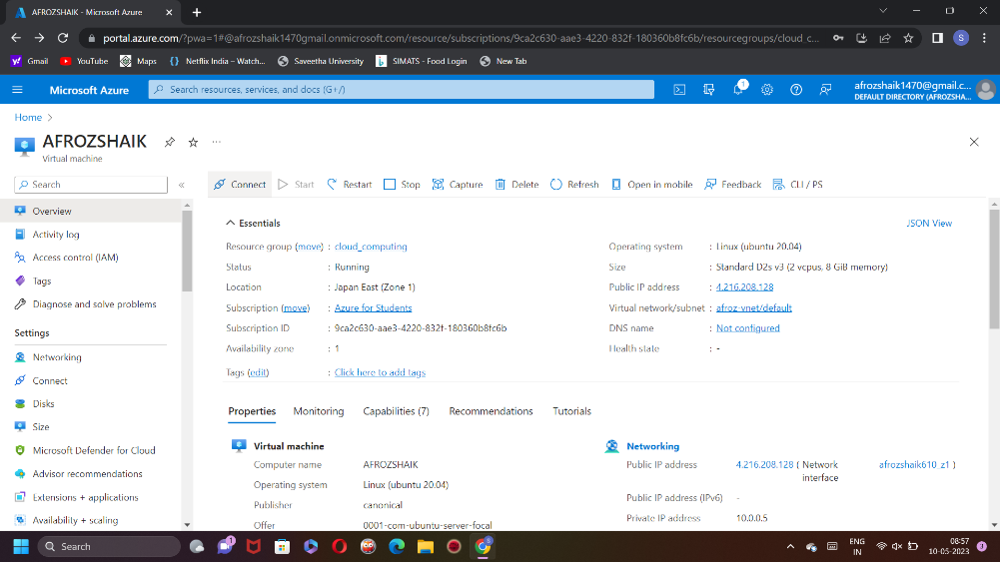 AFROZSHAIK - Microsoft Azure
portal.azure.com/?pwa=1#@afrozshaik1470gmail.onmicrosoft.com/resource/subscriptions/9ca2c630-aae3-4220-832f-180360b8fc6b/resourcegroups/cloud_c...
S
Gmail YouTube Maps Netflix India – Watch... Saveetha University SIMATS - Food Login New Tab
Microsoft Azure
Search resources, services, and docs (G+/)
1
afrozshaik1470@gmail.c...
DEFAULT DIRECTORY (AFROZSHA...
Home >
AFROZSHAIK
Virtual machine
Search
Connect Start Restart Stop Capture Delete Refresh Open in mobile Feedback CLI / PS
Overview
Activity log
Access control (IAM)
Tags
Diagnose and solve problems
Settings
Networking
Connect
Disks
Size
Microsoft Defender for Cloud
Advisor recommendations
Extensions + applications
Availability + scaling
Essentials
JSON View
Resource group (move) : cloud_computing
Status : Running
Location : Japan East (Zone 1)
Subscription (move) : Azure for Students
Subscription ID : 9ca2c630-aae3-4220-832f-180360b8fc6b
Availability zone : 1
Tags (edit) : Click here to add tags
Operating system : Linux (ubuntu 20.04)
Size : Standard D2s v3 (2 vcpus, 8 GiB memory)
Public IP address : 4.216.208.128
Virtual network/subnet : afroz-vnet/default
DNS name : Not configured
Health state : -
Properties Monitoring Capabilities (7) Recommendations Tutorials
Virtual machine
Computer name AFROZSHAIK
Operating system Linux (ubuntu 20.04)
Publisher canonical
Offer 0001-com-ubuntu-server-focal
Networking
Public IP address 4.216.208.128 ( Network interface afrozshaik610_z1 )
Public IP address (IPv6) -
Private IP address 10.0.0.5
Search
1
ENG
IN
08:57
10-05-2023
3